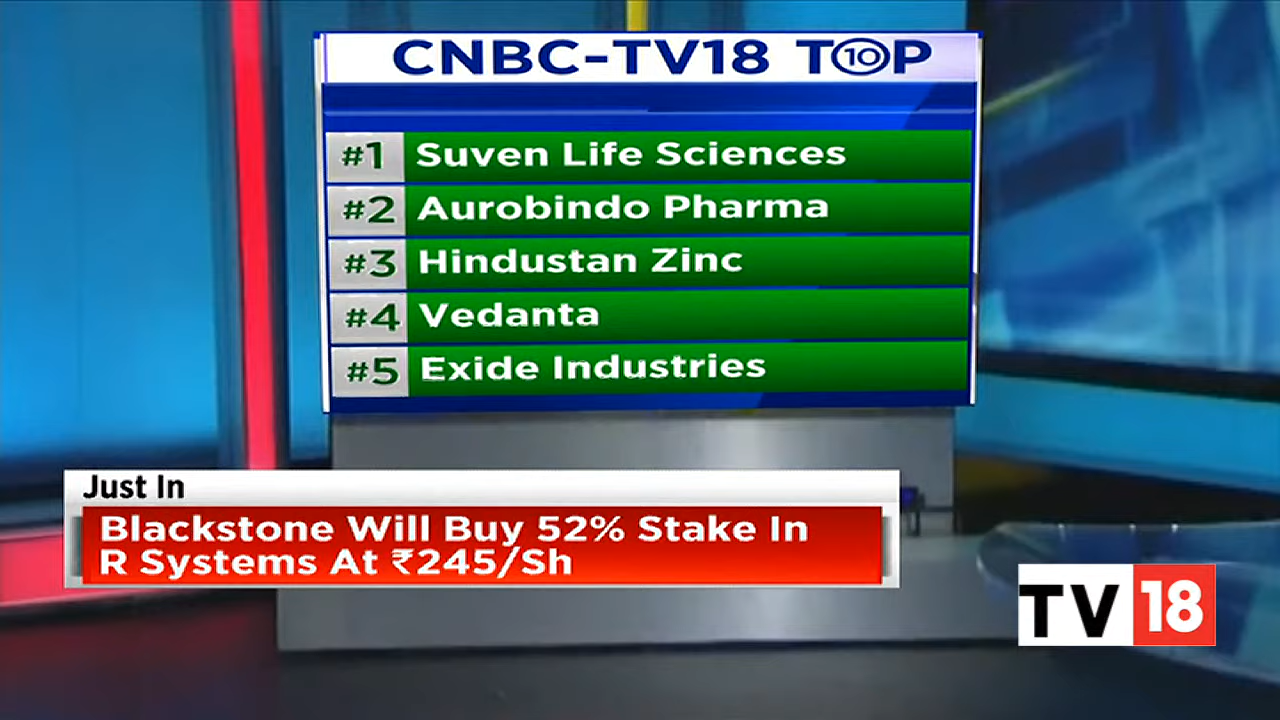 CNBC-TV18 TOP 10
#1 Suven Life Sciences
#2 Aurobindo Pharma
#3 Hindustan Zinc
#4 Vedanta
#5 Exide Industries
Just In
Blackstone Will Buy 52% Stake In
R Systems At ₹245/Sh
TV18